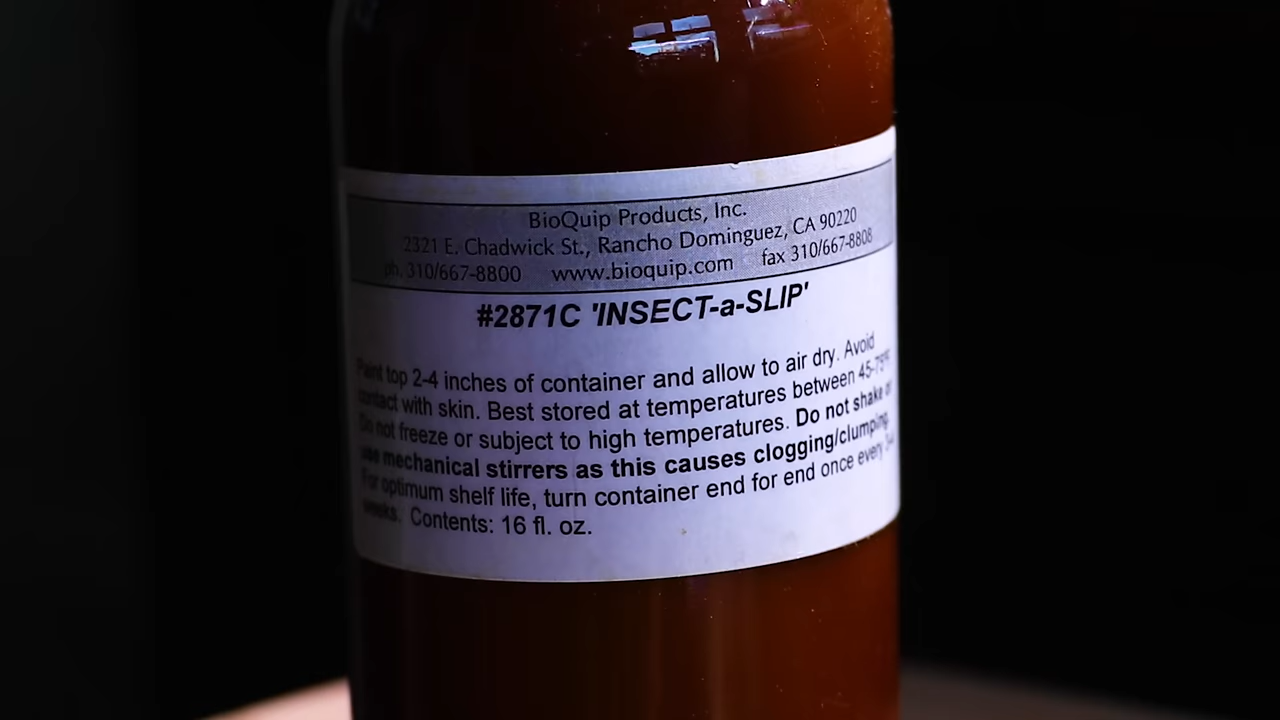 BioQuip Products, Inc.
2321 E. Chadwick St., Rancho Dominguez, CA 90220
ph. 310/667-8800 www.bioquip.com fax 310/667-8808
#2871C 'INSECT-a-SLIP'
Paint top 2-4 inches of container and allow to air dry. Avoid
contact with skin. Best stored at temperatures between 45-75°F.
Do not freeze or subject to high temperatures. Do not shake or
use mechanical stirrers as this causes clogging/clumping.
For optimum shelf life, turn container end for end once every
weeks. Contents: 16 fl. oz.